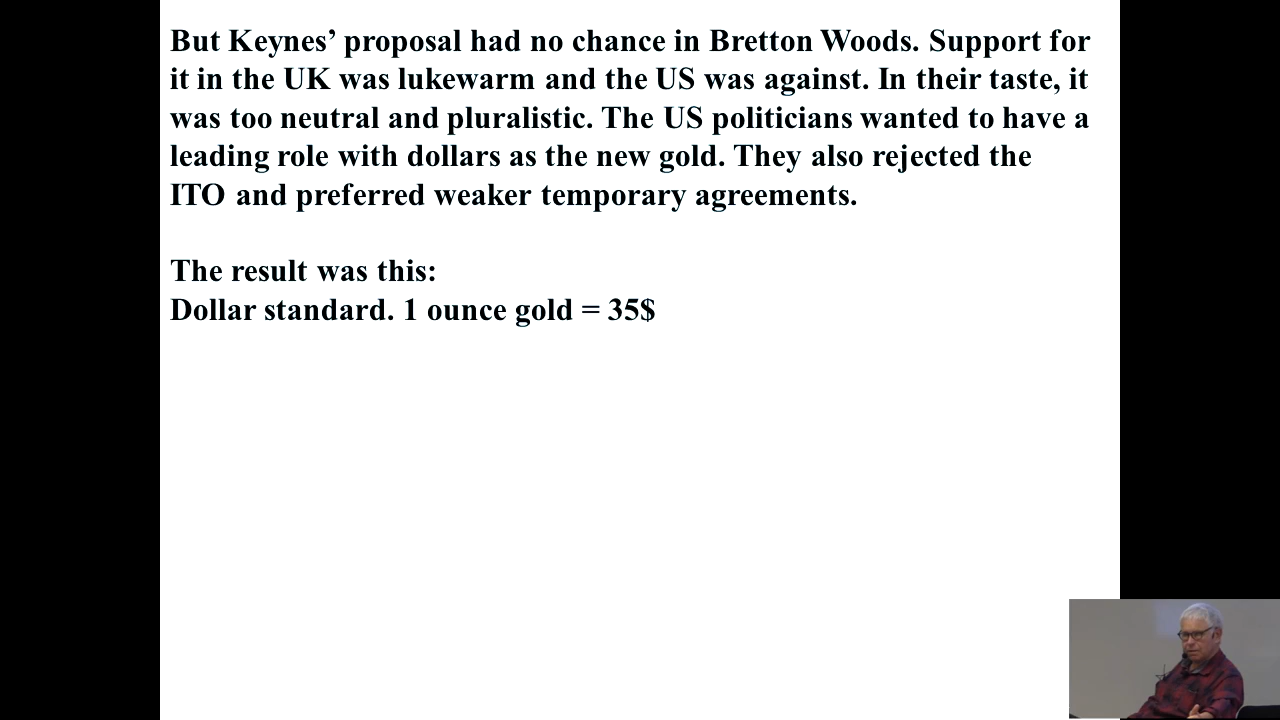 But Keynes’ proposal had no chance in Bretton Woods. Support for
it in the UK was lukewarm and the US was against. In their taste, it
was too neutral and pluralistic. The US politicians wanted to have a
leading role with dollars as the new gold. They also rejected the
ITO and preferred weaker temporary agreements.
The result was this:
Dollar standard. 1 ounce gold = 35$